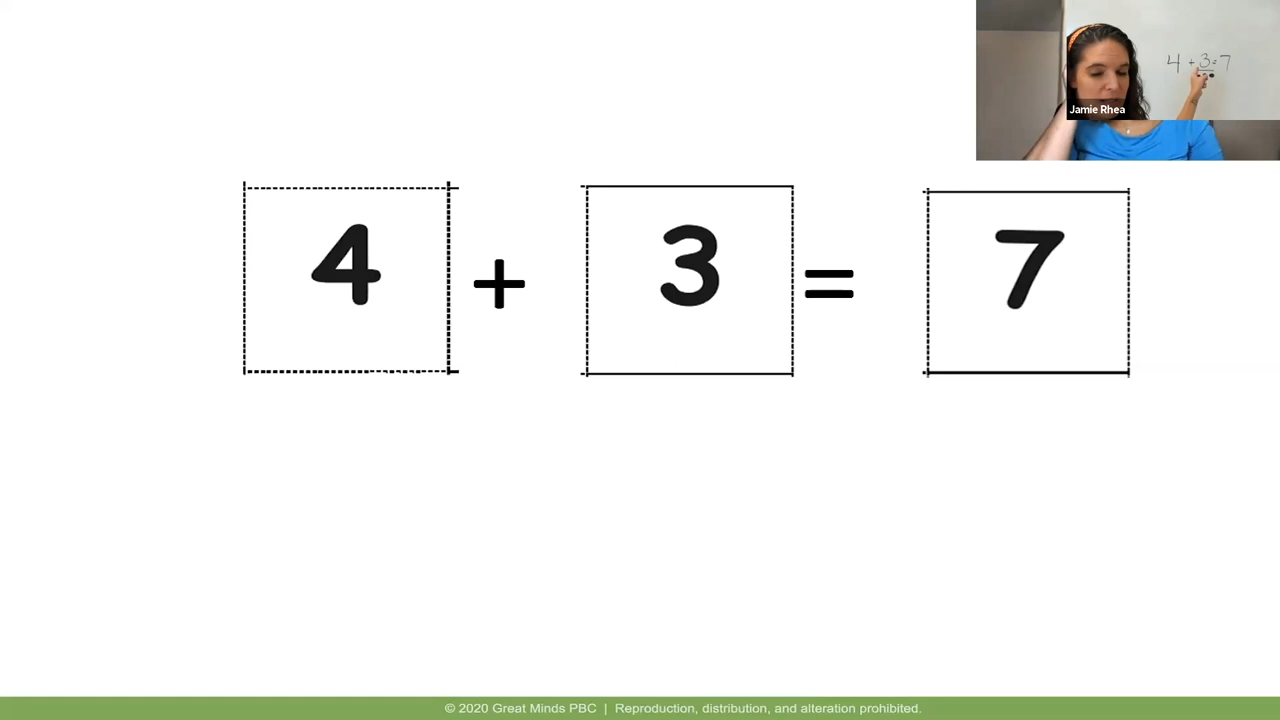 4 + 3 = 7
Jamie Rhea
4 + 3 = 7
© 2020 Great Minds PBC | Reproduction, distribution, and alteration prohibited.